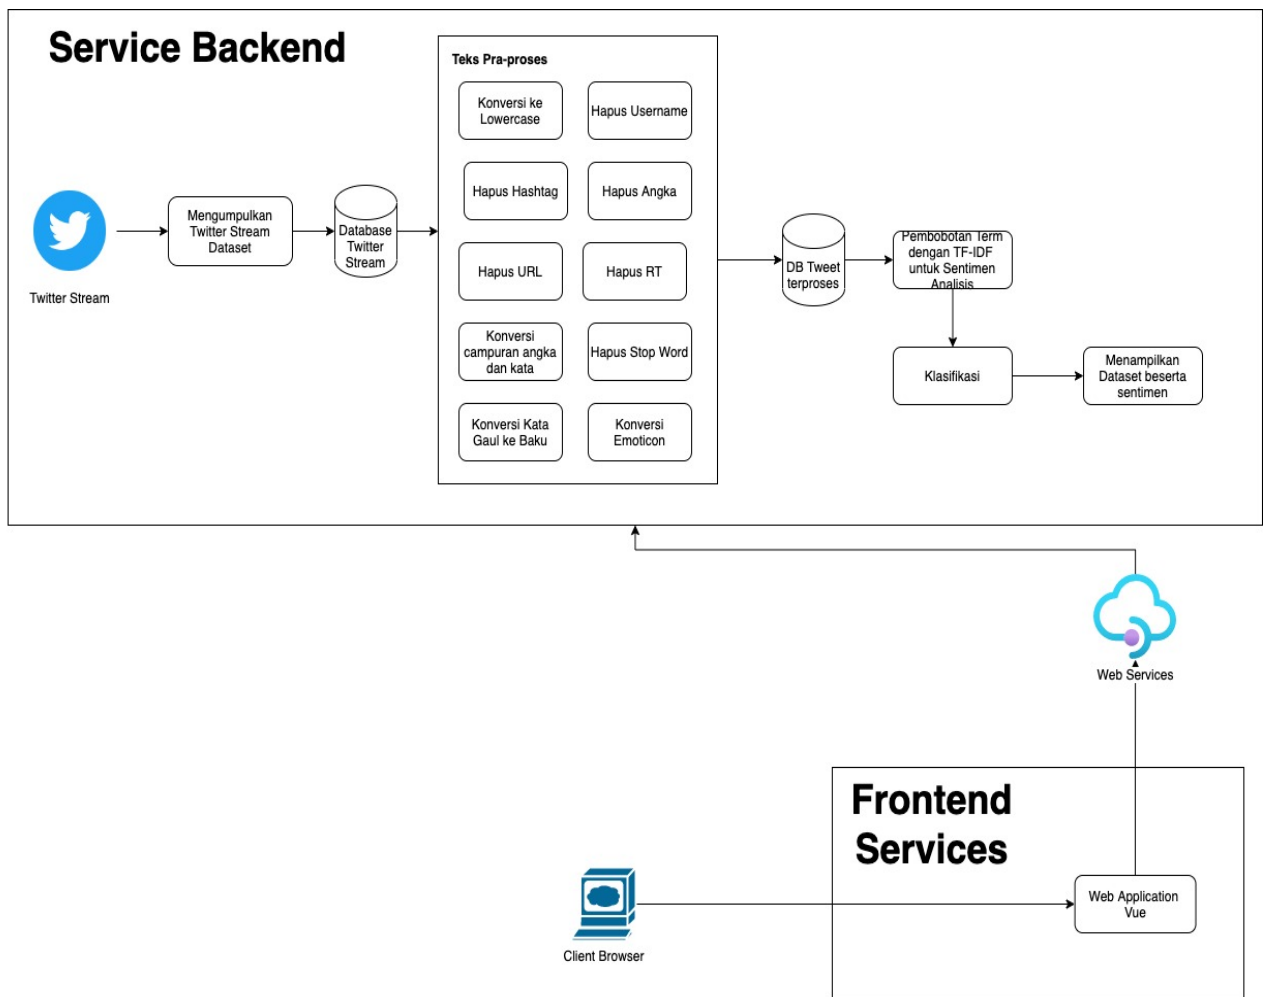 Service Backend
Teks Pra-proses
Konversi ke
Lowercase
Hapus Username
Hapus Hashtag
Hapus Angka
Hapus URL
Hapus RT
Konversi
campuran angka
dan kata
Hapus Stop Word
Konversi Kata
Gaul ke Baku
Konversi
Emoticon
Twitter Stream
Mengumpulkan
Twitter Stream
Dataset
Database
Twitter
Stream
DB Tweet
terproses
Pembobotan Term
dengan TF-IDF
untuk Sentimen
Analisis
Klasifikasi
Menampilkan
Dataset beserta
sentimen
Web Services
Frontend
Services
Web Application
Vue
Client Browser